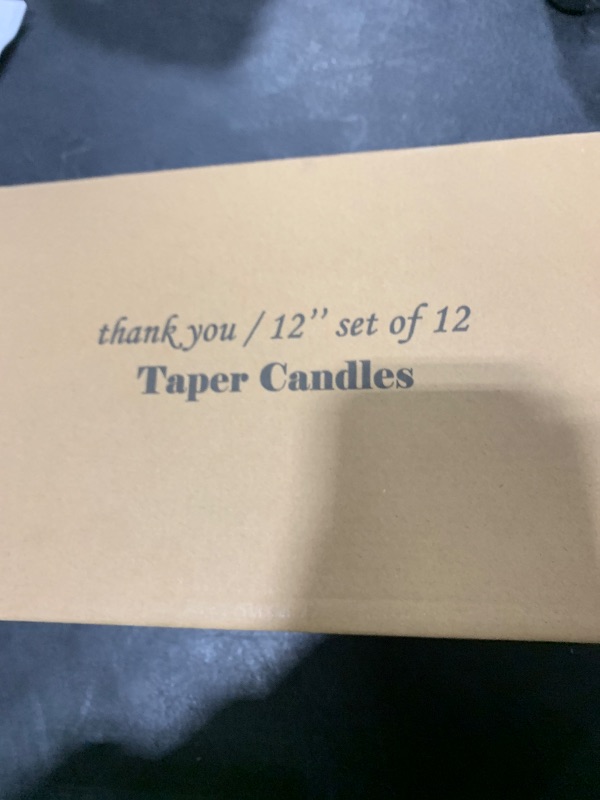 thank you / 12’’ set of 12
Taper Candles